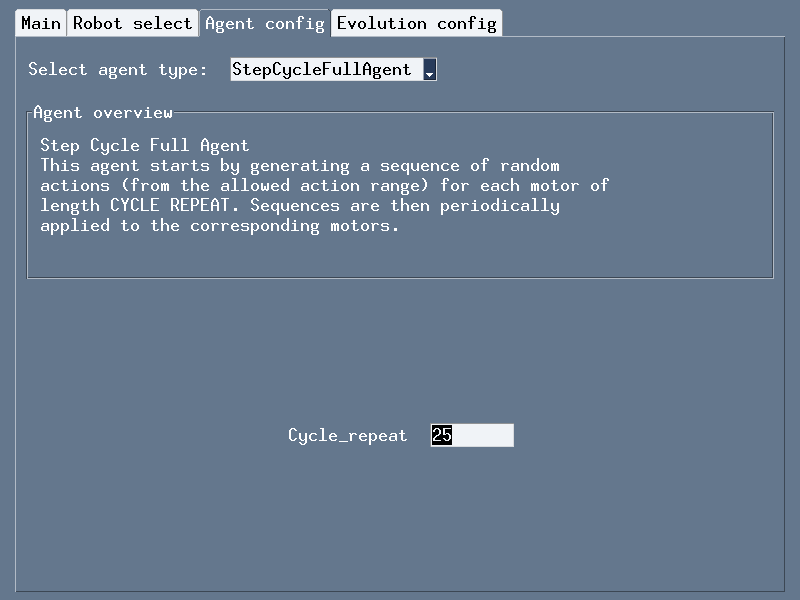 Main Robot select Agent config Evolution config
Select agent type: StepCycleFullAgent
Agent overview
Step Cycle Full Agent
This agent starts by generating a sequence of random
actions (from the allowed action range) for each motor of
length CYCLE REPEAT. Sequences are then periodically
applied to the corresponding motors.
Cycle_repeat 25